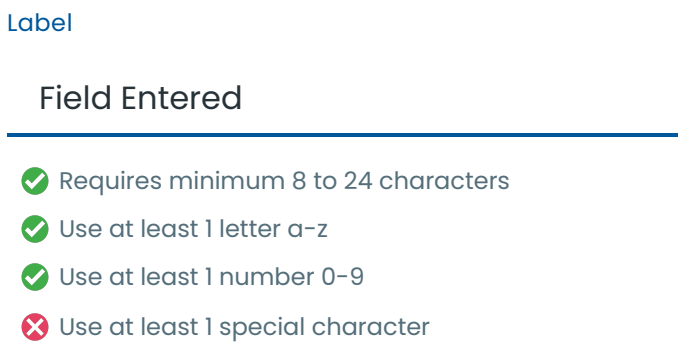 Label
Field Entered
Requires minimum 8 to 24 characters
Use at least 1 letter a-z
Use at least 1 number 0-9
Use at least 1 special character